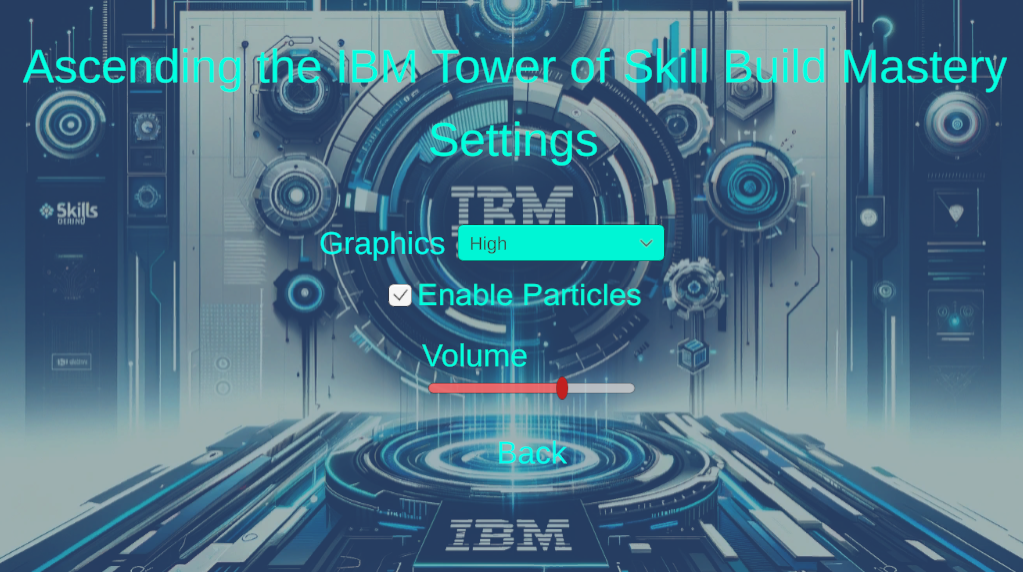 Ascending the IBM Tower of Skill Build Mastery
Settings
IBM
Skills
Graphics High
Enable Particles
Volume
Back
IBM